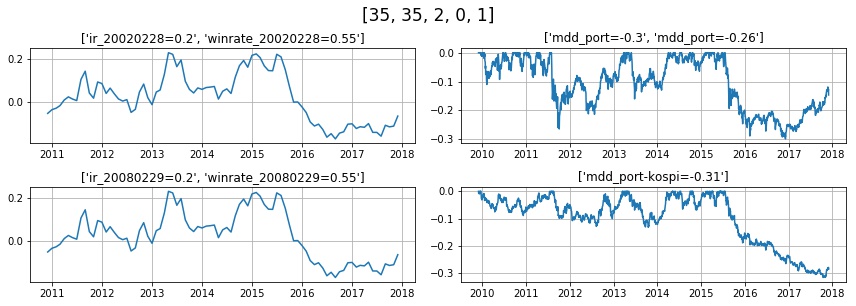 [35, 35, 2, 0, 1]
['ir_20020228=0.2', 'winrate_20020228=0.55']
0.2
0.0
2011 2012 2013 2014 2015 2016 2017 2018
['mdd_port=-0.3', 'mdd_port=-0.26']
0.0
−0.1
−0.2
−0.3
2010 2011 2012 2013 2014 2015 2016 2017 2018
['ir_20080229=0.2', 'winrate_20080229=0.55']
0.2
0.0
2011 2012 2013 2014 2015 2016 2017 2018
['mdd_port-kospi=-0.31']
0.0
−0.1
−0.2
−0.3
2010 2011 2012 2013 2014 2015 2016 2017 2018